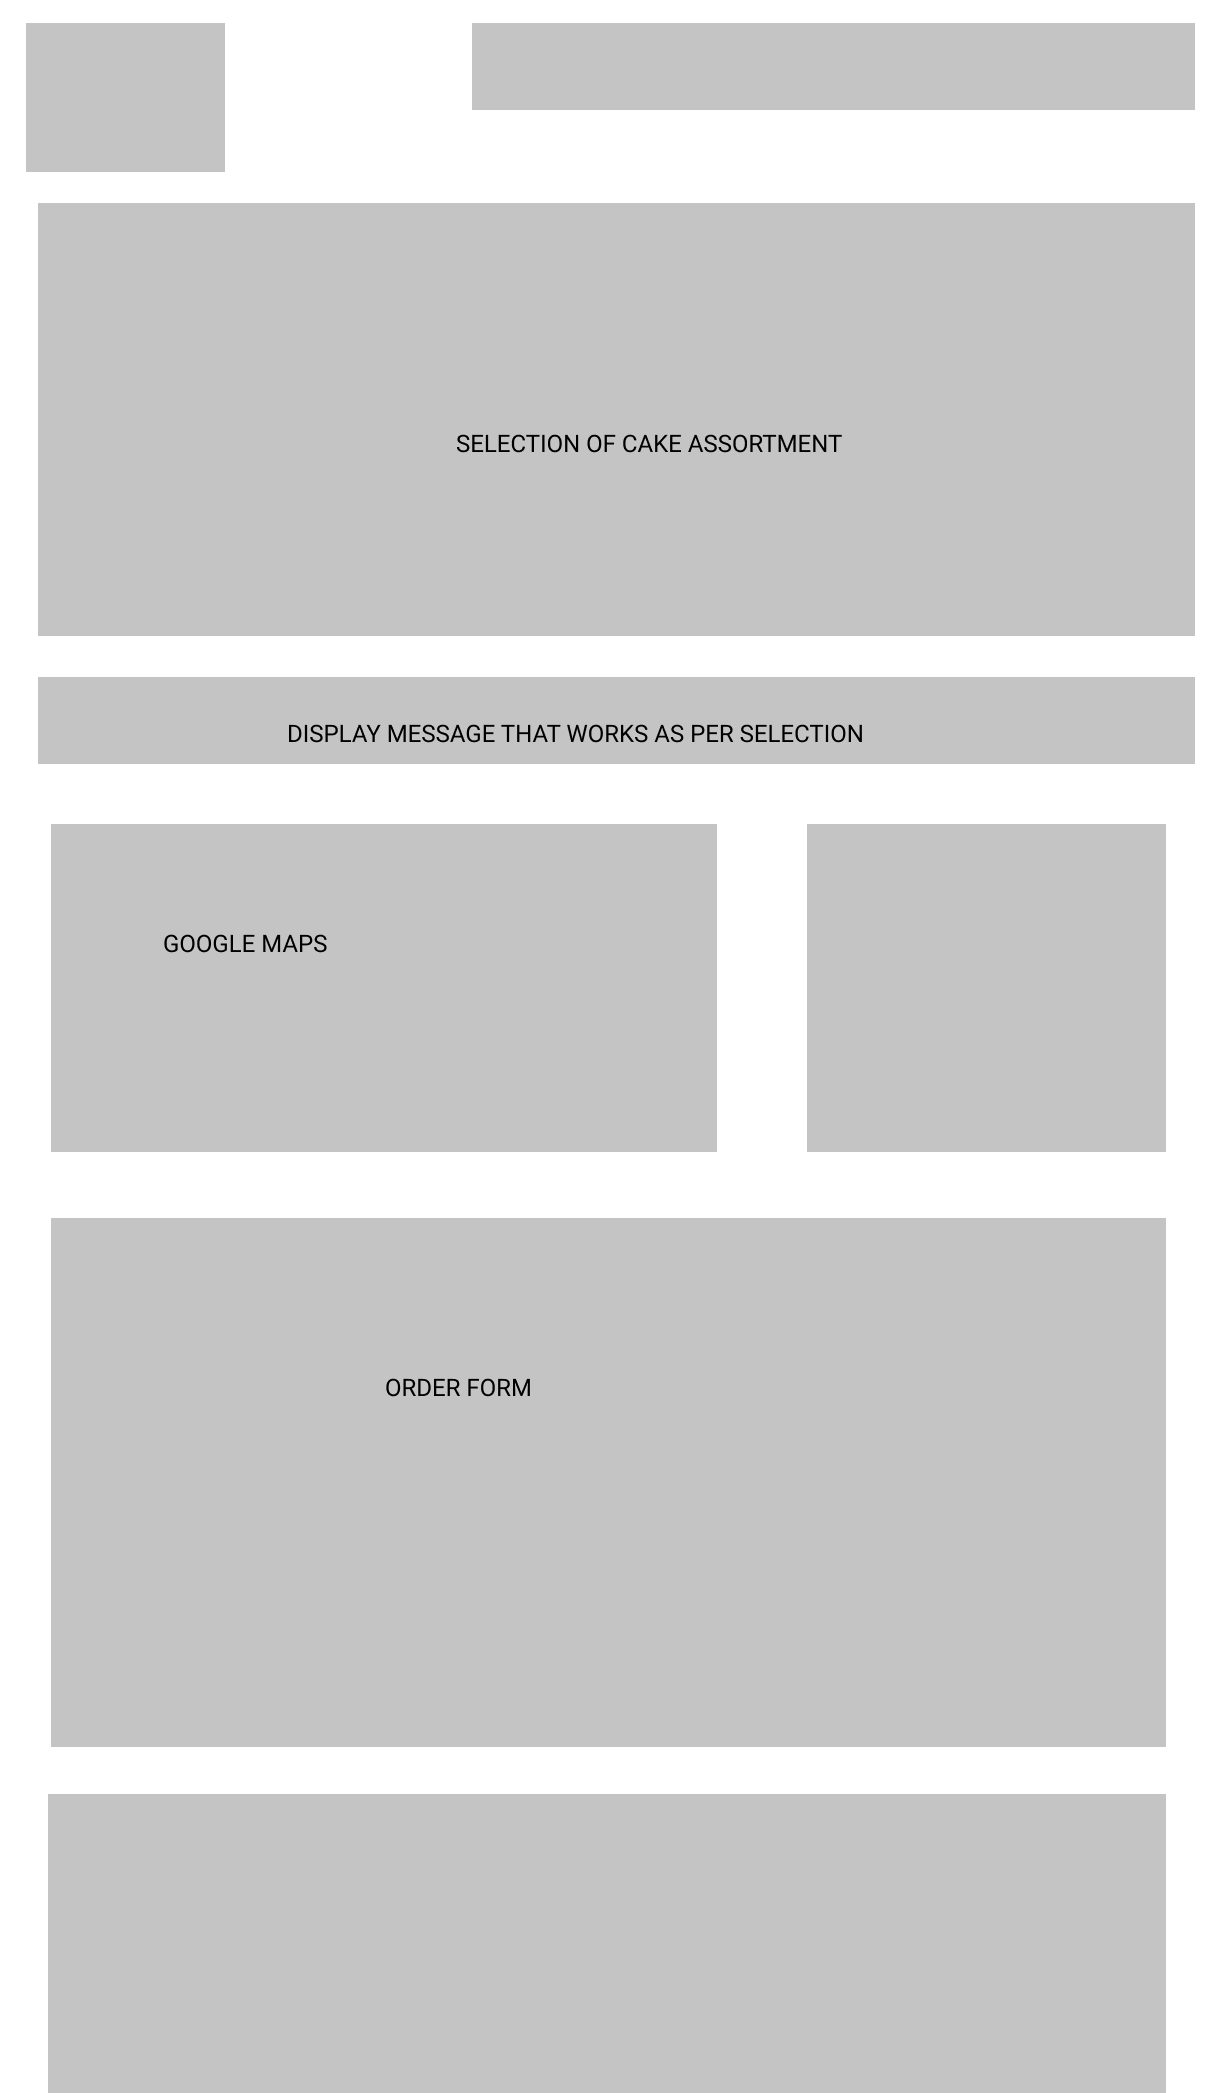 SELECTION OF CAKE ASSORTMENT
DISPLAY MESSAGE THAT WORKS AS PER SELECTION
GOOGLE MAPS
ORDER FORM